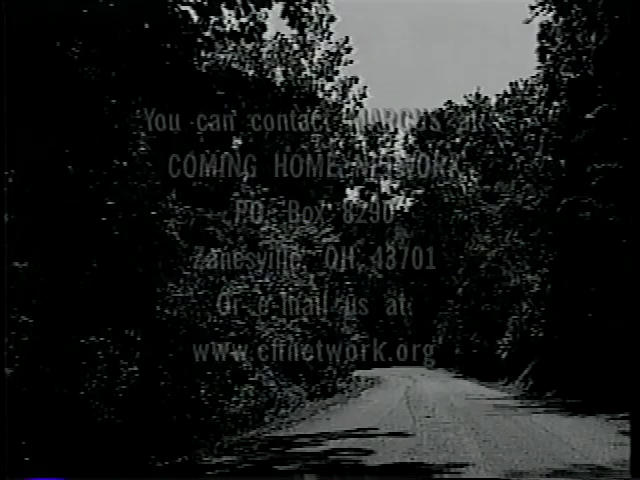 You can contact MARCUS at:
COMING HOME NETWORK
P.O. Box 8290
Zanesville, OH 43701
Or e-mail us at:
www.chnetwork.org